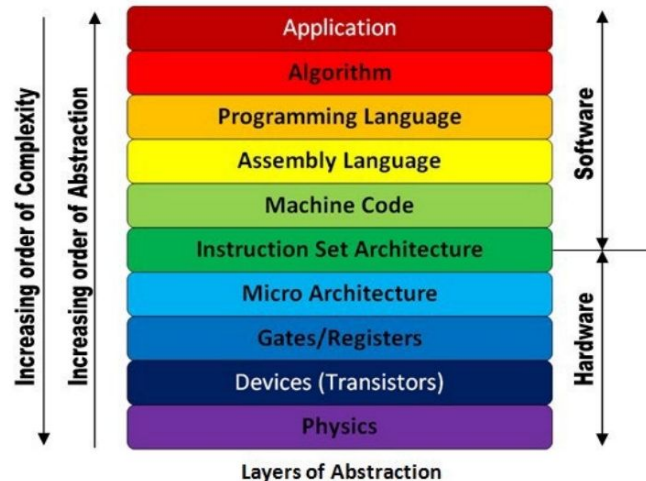 Application
Algorithm
Programming Language
Assembly Language
Machine Code
Instruction Set Architecture
Micro Architecture
Gates/Registers
Devices (Transistors)
Physics
Increasing order of Complexity
Increasing order of Abstraction
Software
Hardware
Layers of Abstraction